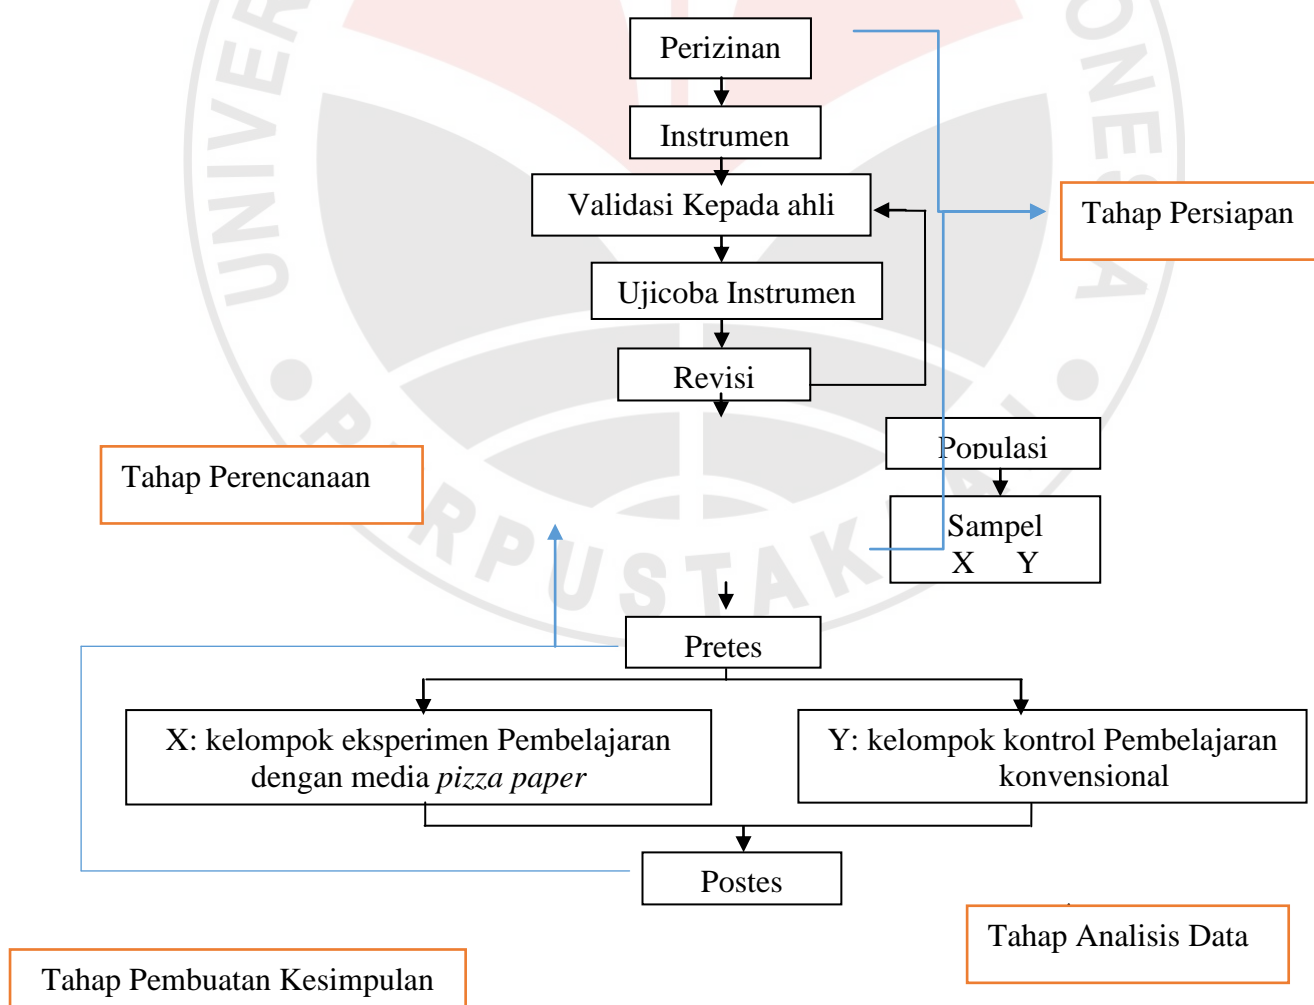 Perizinan
Instrumen
Validasi Kepada ahli
Tahap Persiapan
Ujicoba Instrumen
Revisi
Populasi
Tahap Perencanaan
Sampel
X Y
Pretes
X: kelompok eksperimen Pembelajaran
dengan media pizza paper
Y: kelompok kontrol Pembelajaran
konvensional
Postes
Tahap Analisis Data
Tahap Pembuatan Kesimpulan